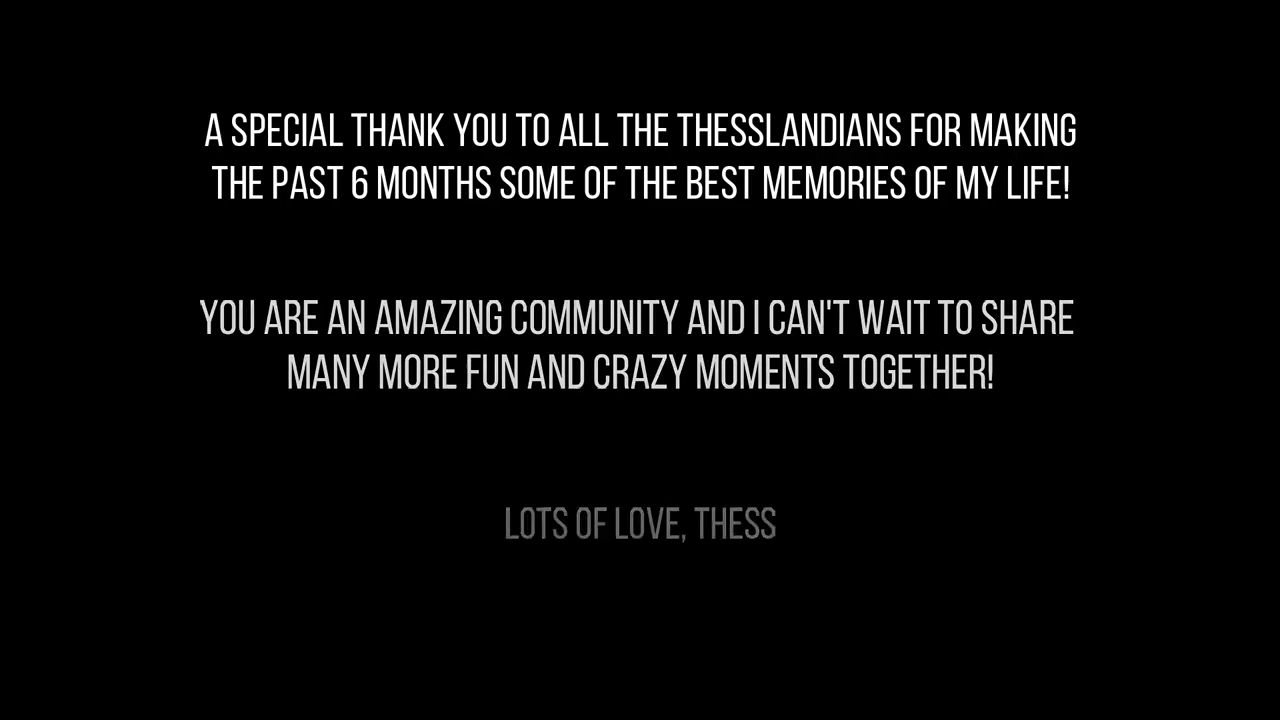 A SPECIAL THANK YOU TO ALL THE THESSLANDIANS FOR MAKING
THE PAST 6 MONTHS SOME OF THE BEST MEMORIES OF MY LIFE!
YOU ARE AN AMAZING COMMUNITY AND I CAN'T WAIT TO SHARE
MANY MORE FUN AND CRAZY MOMENTS TOGETHER!
LOTS OF LOVE, THESS